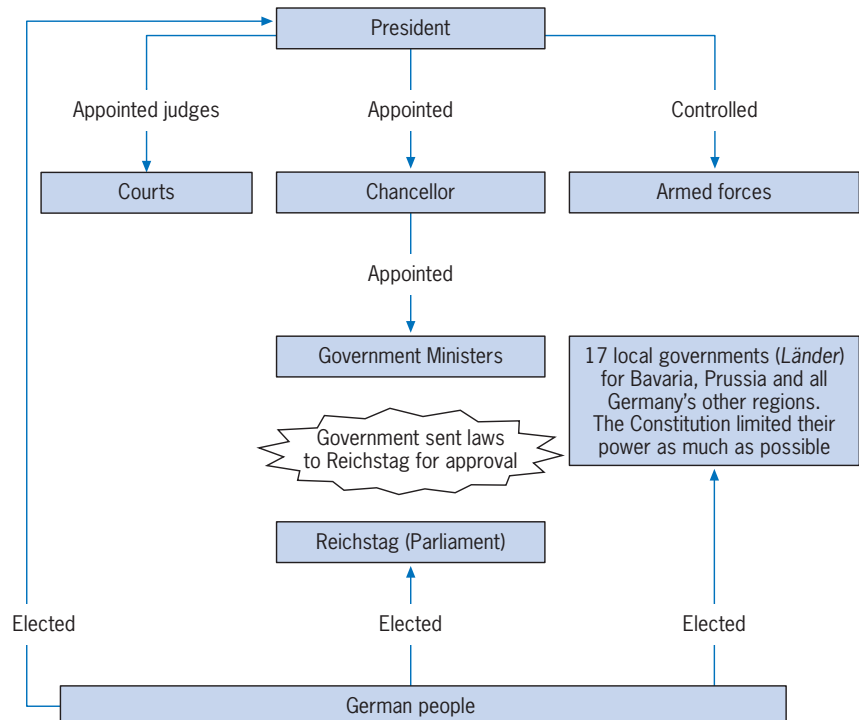 President
Appointed judges
Appointed
Controlled
Courts
Chancellor
Armed forces
Appointed
Government Ministers
17 local governments (Länder)
for Bavaria, Prussia and all
Germany's other regions.
The Constitution limited their
power as much as possible
Government sent laws
to Reichstag for approval
Reichstag (Parliament)
Elected
Elected
Elected
German people